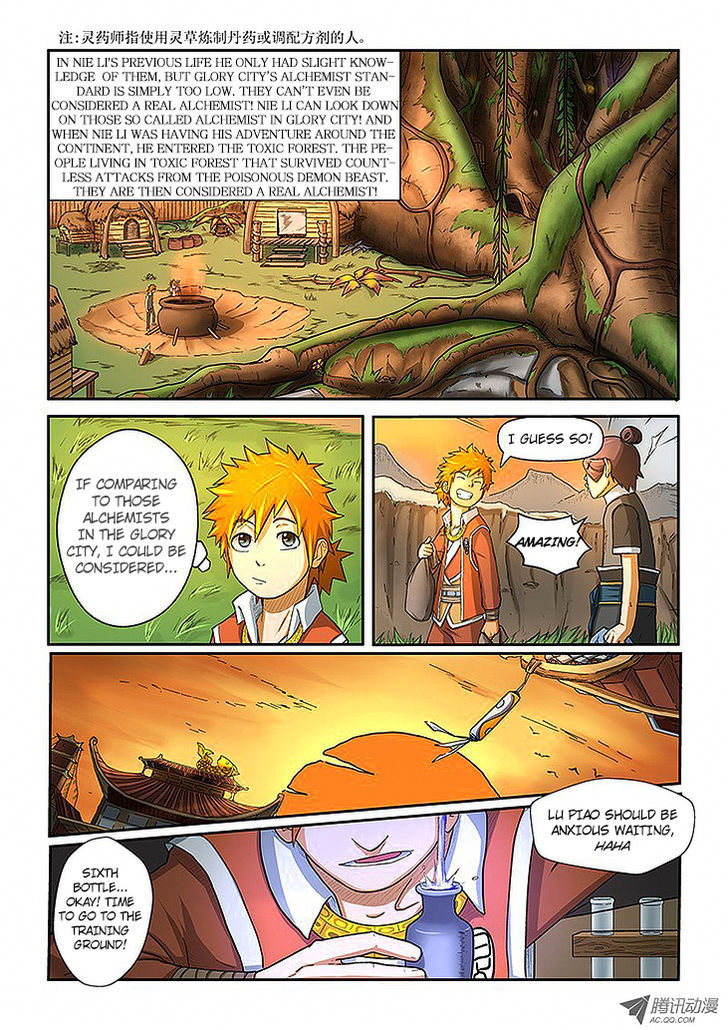 注:灵药师指使用灵草炼制丹药或调配方剂的人。
IN NIE LI'S PREVIOUS LIFE HE ONLY HAD SLIGHT KNOW-
LEDGE OF THEM, BUT GLORY CITY'S ALCHEMIST STAN-
DARD IS SIMPLY TOO LOW. THEY CAN'T EVEN BE
CONSIDERED A REAL ALCHEMIST! NIE LI CAN LOOK DOWN
ON THOSE SO CALLED ALCHEMIST IN GLORY CITY! AND
WHEN NIE LI WAS HAVING HIS ADVENTURE AROUND THE
CONTINENT, HE ENTERED THE TOXIC FOREST. THE PE-
OPLE LIVING IN TOXIC FOREST THAT SURVIVED COUNT-
LESS ATTACKS FROM THE POISONOUS DEMON BEAST.
THEY ARE THEN CONSIDERED A REAL ALCHEMIST!
IF COMPARING
TO THOSE
ALCHEMISTS
IN THE GLORY
CITY, I COULD BE
CONSIDERED...
I GUESS SO!
AMAZING!
LU PIAO SHOULD BE
ANXIOUS WAITING,
HAHA
SIXTH
BOTTLE...
OKAY! TIME
TO GO TO THE
TRAINING
GROUND!
腾讯动漫
AC.QQ.COM